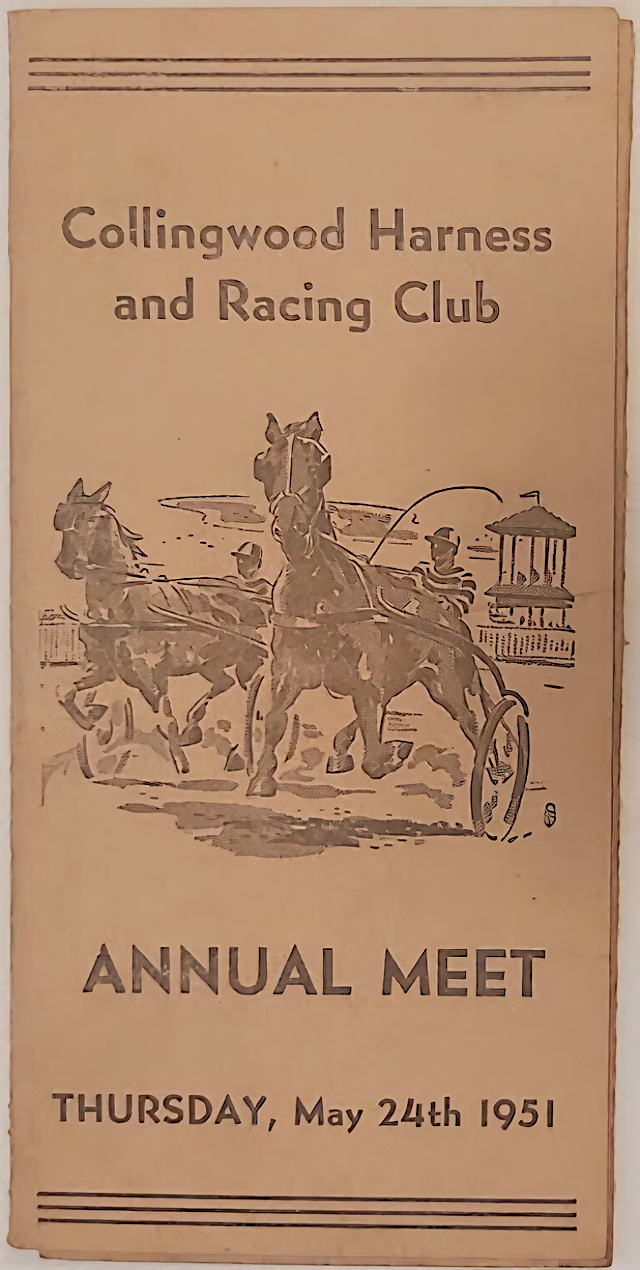 Collingwood Harness
and Racing Club
ANNUAL MEET
THURSDAY, May 24th 1951